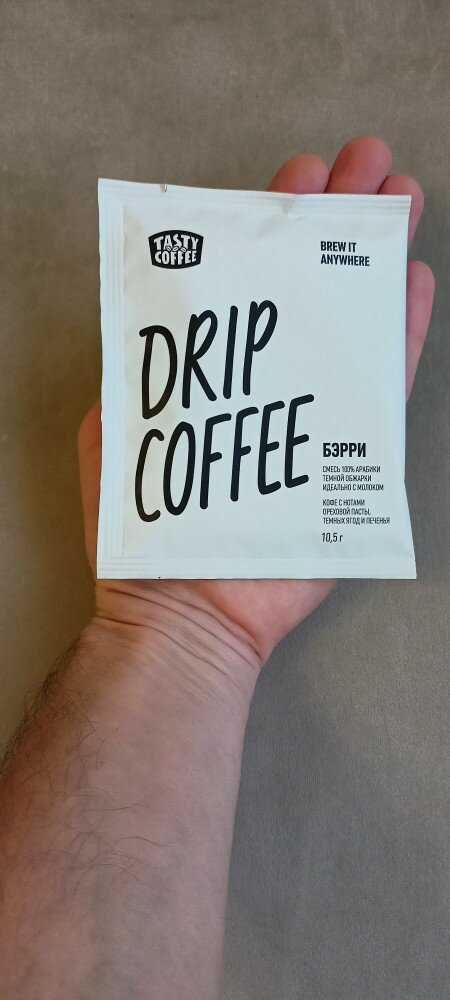 TASTY
COFFEE
BREW IT
ANYWHERE
DRIP
COFFEE
БЭРРИ
СМЕСЬ 100% АРАБИКИ
ТЕМНОЙ ОБЖАРКИ
ИДЕАЛЬНО С МОЛОКОМ
КОФЕ С НОТАМИ
ОРЕХОВОЙ ПАСТЫ,
ТЕМНЫХ ЯГОД И ПЕЧЕНЬЯ
10,5 г